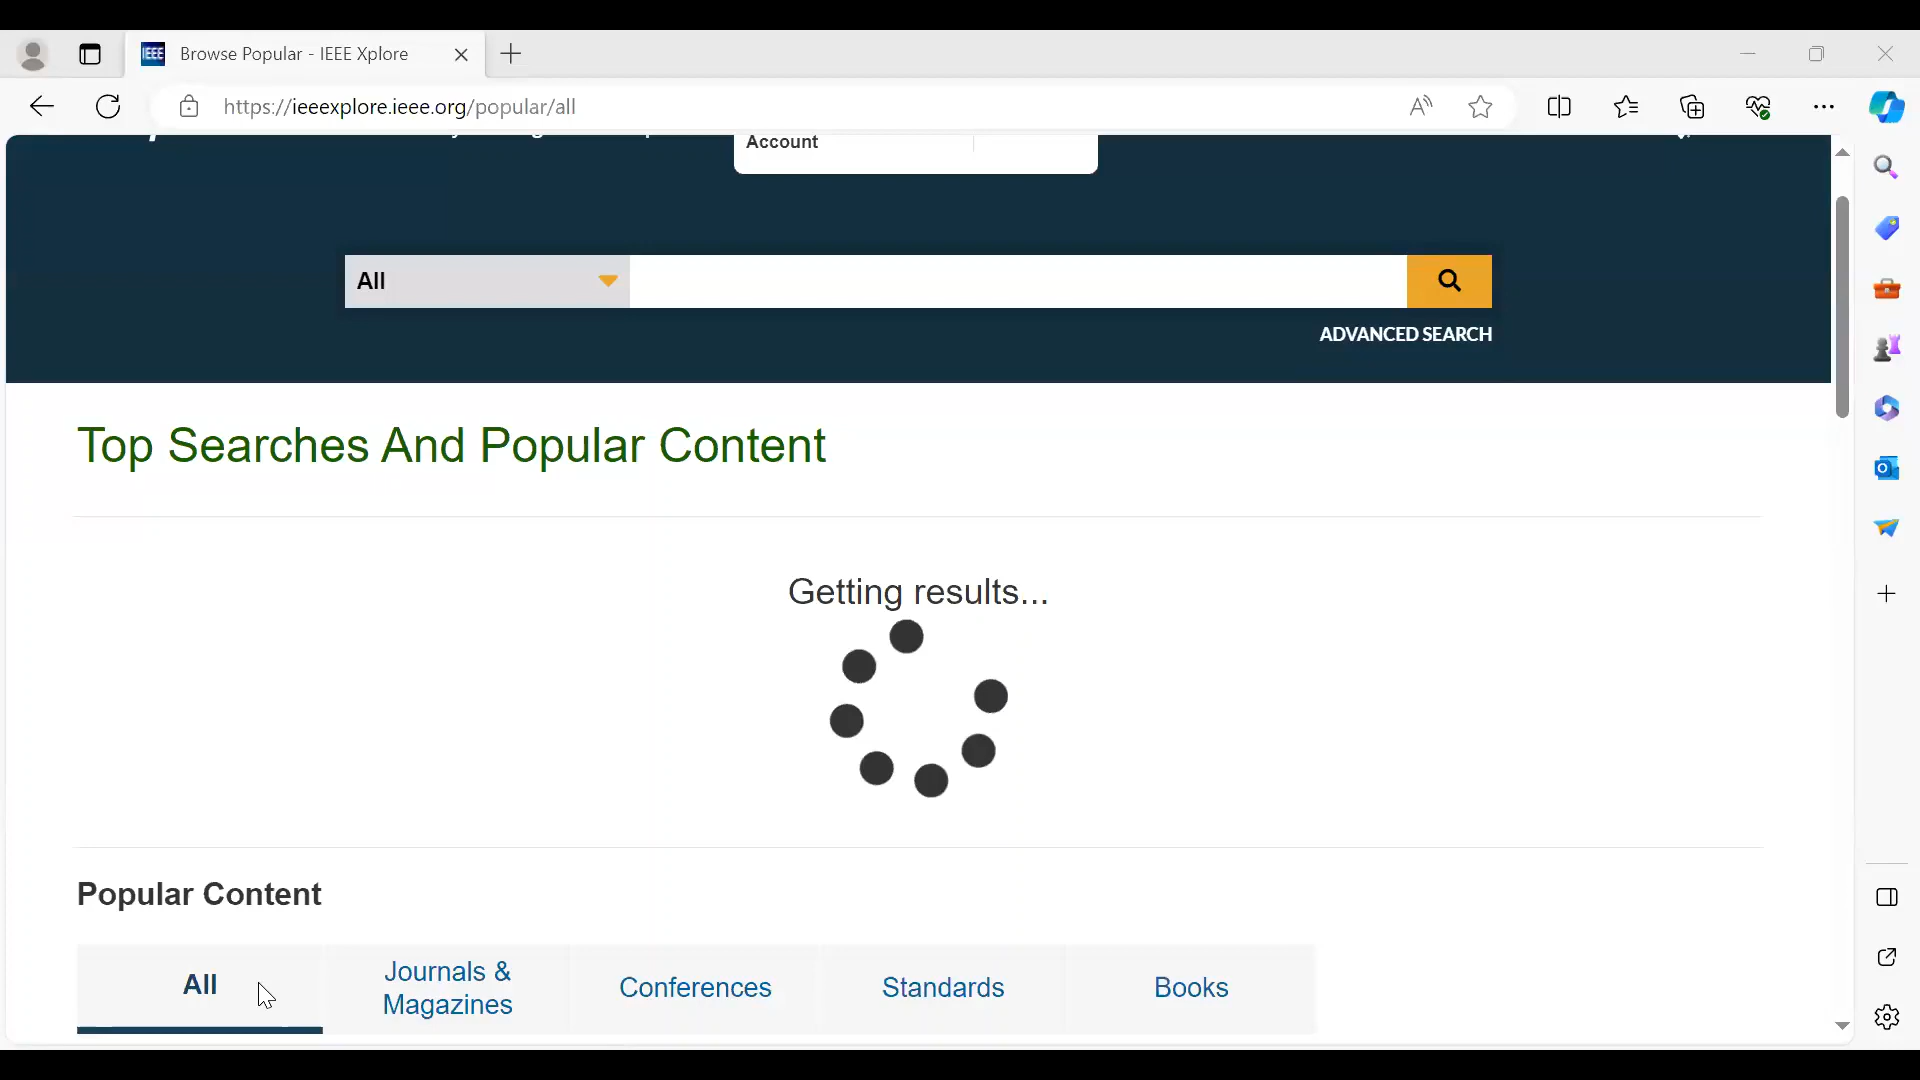 IEEE Browse Popular - IEEE Xplore
https://ieeexplore.ieee.org/popular/all
Account
All
ADVANCED SEARCH
Top Searches And Popular Content
Getting results...
Popular Content
All
Journals &
Magazines
Conferences
Standards
Books